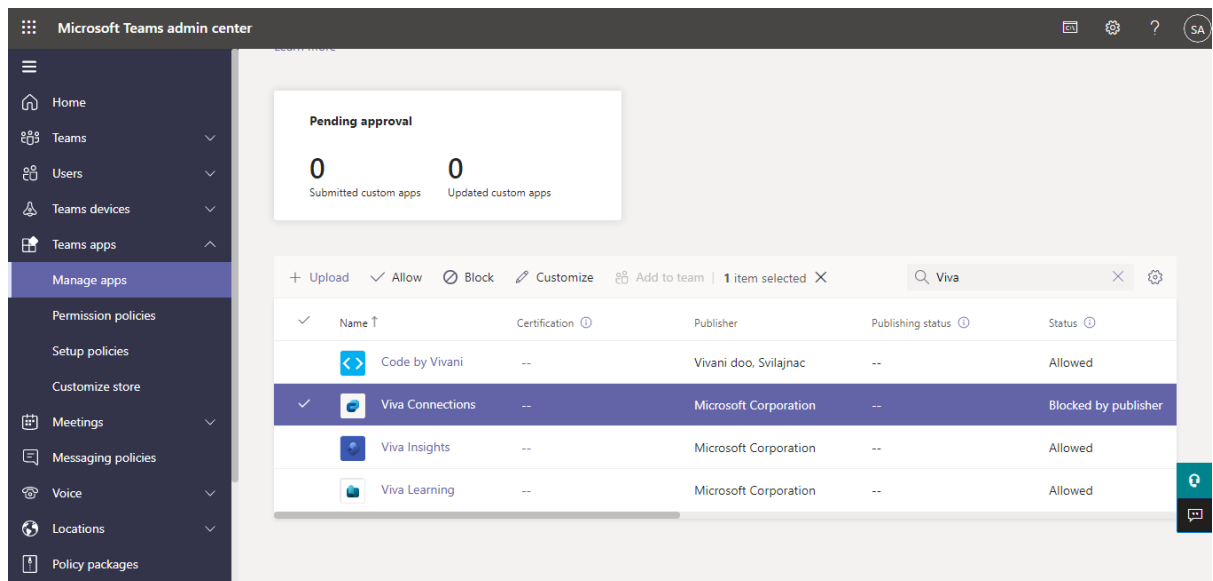 Microsoft Teams admin center
SA
Learn more
Home
Teams
Users
Teams devices
Teams apps
Manage apps
Permission policies
Setup policies
Customize store
Meetings
Messaging policies
Voice
Locations
Policy packages
Pending approval
0 0
Submitted custom apps Updated custom apps
Upload Allow Block Customize Add to team | 1 item selected Viva
Name ↑ Certification Publisher Publishing status Status
Code by Vivani -- Vivani doo, Svilajnac -- Allowed
Viva Connections -- Microsoft Corporation -- Blocked by publisher
Viva Insights -- Microsoft Corporation -- Allowed
Viva Learning -- Microsoft Corporation -- Allowed